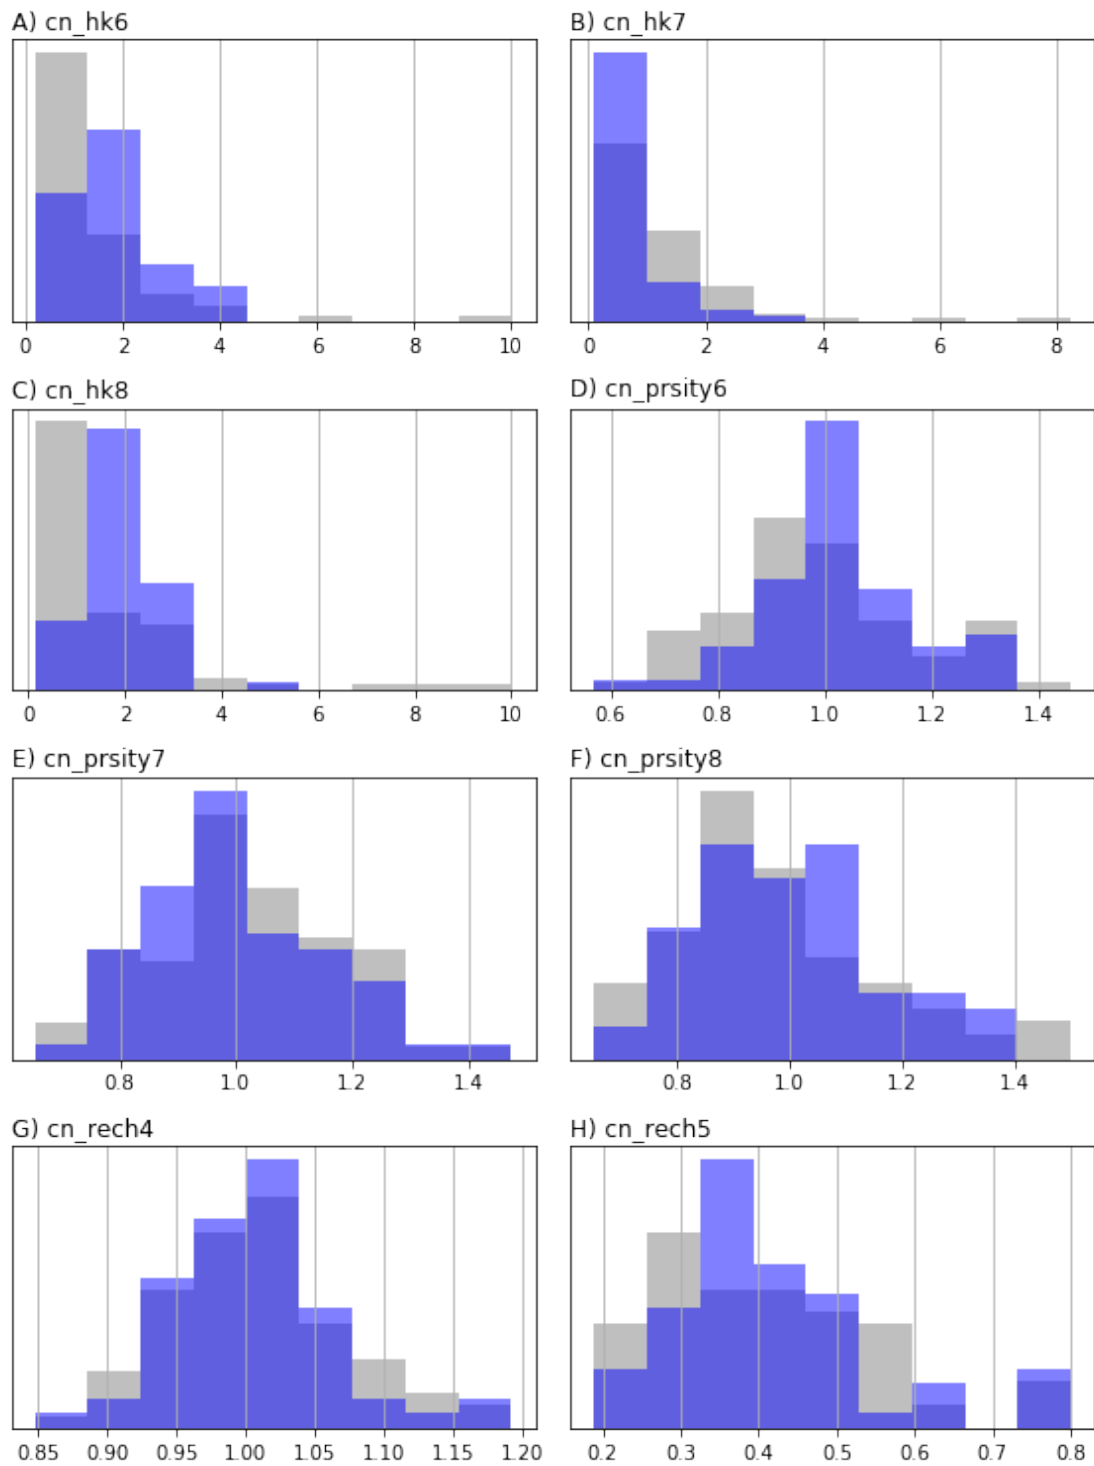 A) cn_hk6
B) cn_hk7
0 2 4 6 8 10
0 2 4 6 8
C) cn_hk8
D) cn_prsity6
0 2 4 6 8 10
0.6 0.8 1.0 1.2 1.4
E) cn_prsity7
F) cn_prsity8
0.8 1.0 1.2 1.4
0.8 1.0 1.2 1.4
G) cn_rech4
H) cn_rech5
0.85 0.90 0.95 1.00 1.05 1.10 1.15 1.20
0.2 0.3 0.4 0.5 0.6 0.7 0.8